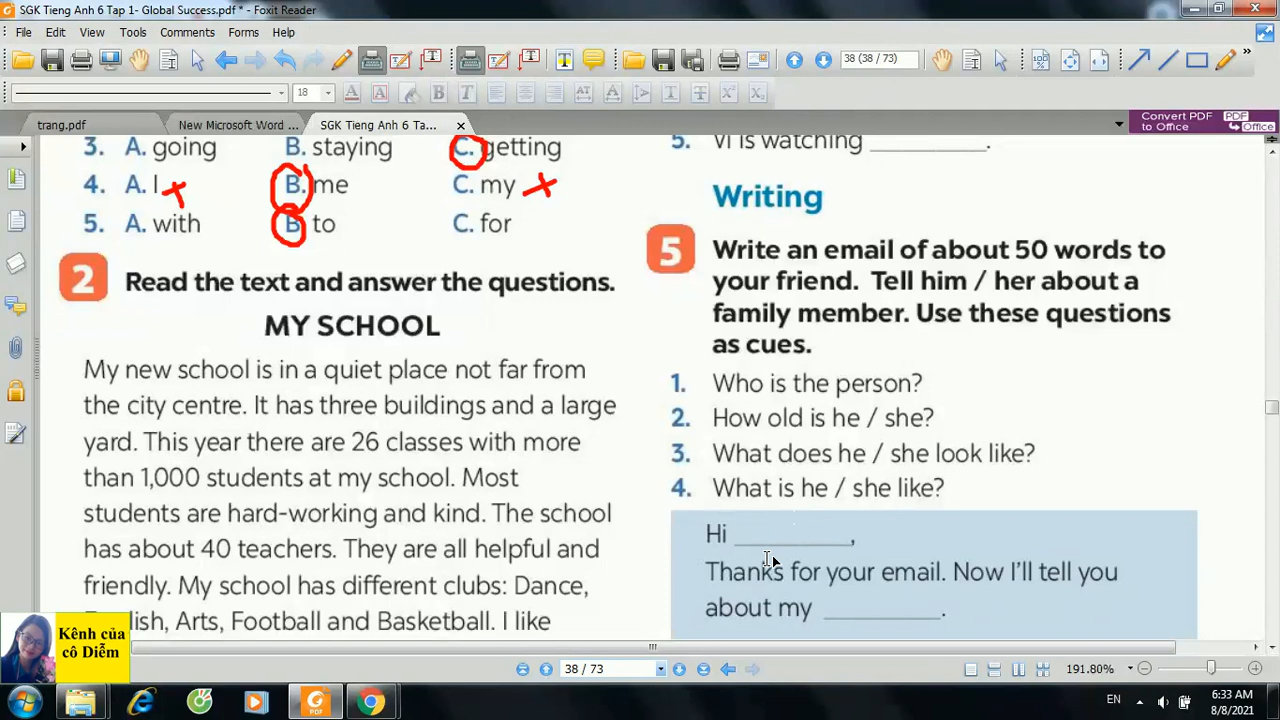 SGK Tieng Anh 6 Tap 1- Global Success.pdf * - Foxit Reader
File Edit View Tools Comments Forms Help
38 (38 / 73)
18
trang.pdf
New Microsoft Word ...
SGK Tieng Anh 6 Ta...
Convert PDF to Office
PDF
Office
3. A. going B. staying C. getting
4. A. I B. me C. my
5. A. with B. to C. for
2 Read the text and answer the questions.
MY SCHOOL
My new school is in a quiet place not far from
the city centre. It has three buildings and a large
yard. This year there are 26 classes with more
than 1,000 students at my school. Most
students are hard-working and kind. The school
has about 40 teachers. They are all helpful and
friendly. My school has different clubs: Dance,
English, Arts, Football and Basketball. I like
5. Vi is watching __________.
Writing
5 Write an email of about 50 words to
your friend. Tell him / her about a
family member. Use these questions
as cues.
1. Who is the person?
2. How old is he / she?
3. What does he / she look like?
4. What is he / she like?
Hi __________,
Thanks for your email. Now I'll tell you
about my __________.
Kênh của
cô Diễm
38 / 73
191.80%
EN
6:33 AM
8/8/2021